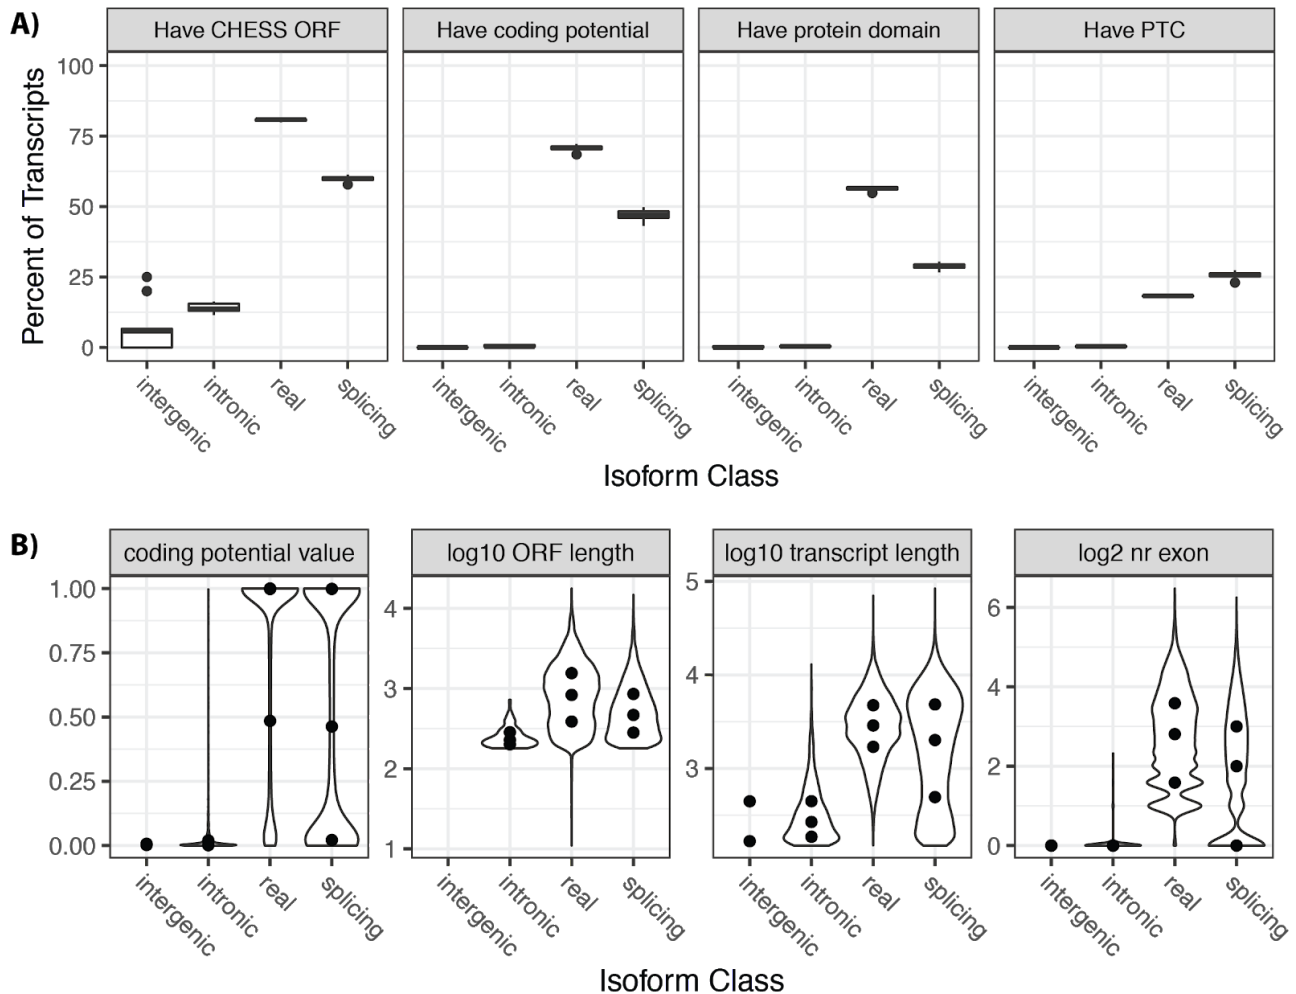 A)
Have CHESS ORF
Have coding potential
Have protein domain
Have PTC
Percent of Transcripts
100
75
50
25
0
intergenic
intronic
real
splicing
intergenic
intronic
real
splicing
intergenic
intronic
real
splicing
intergenic
intronic
real
splicing
Isoform Class
B)
coding potential value
log10 ORF length
log10 transcript length
log2 nr exon
1.00
0.75
0.50
0.25
0.00
4
3
2
1
5
4
3
6
4
2
0
intergenic
intronic
real
splicing
intergenic
intronic
real
splicing
intergenic
intronic
real
splicing
intergenic
intronic
real
splicing
Isoform Class